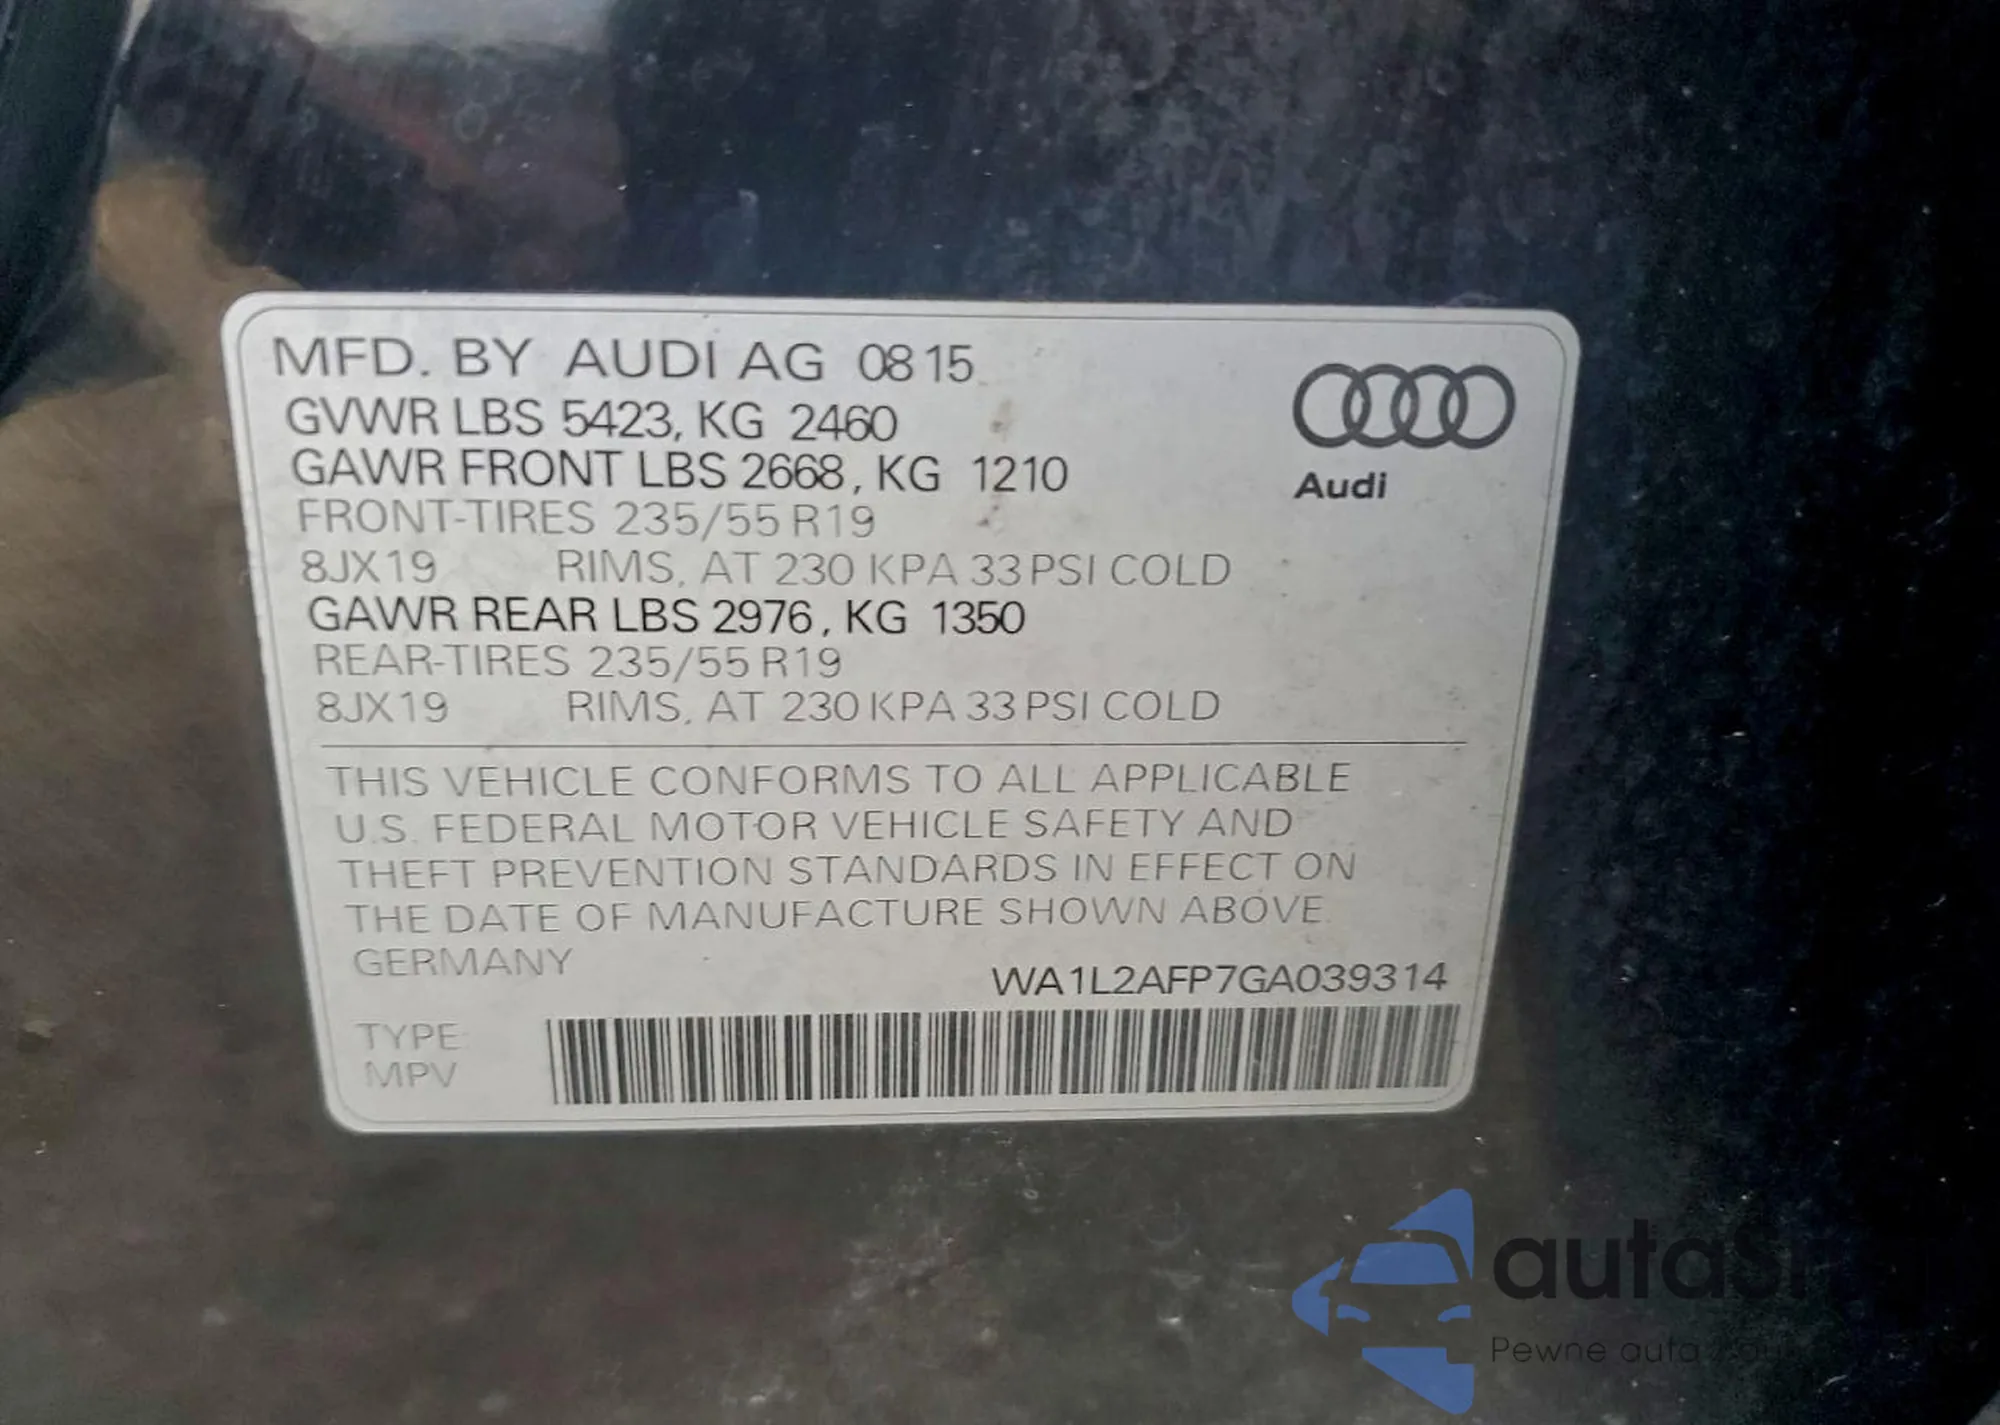 MFD. BY AUDI AG 0815
GVWR LBS 5423, KG 2460
GAWR FRONT LBS 2668, KG 1210
FRONT-TIRES 235/55 R19
8JX19 RIMS, AT 230 KPA 33 PSI COLD
GAWR REAR LBS 2976, KG 1350
REAR-TIRES 235/55 R19
8JX19 RIMS, AT 230 KPA 33 PSI COLD
Audi
THIS VEHICLE CONFORMS TO ALL APPLICABLE
U.S. FEDERAL MOTOR VEHICLE SAFETY AND
THEFT PREVENTION STANDARDS IN EFFECT ON
THE DATE OF MANUFACTURE SHOWN ABOVE.
GERMANY
WA1L2AFP7GA039314
TYPE
MPV
Pewne auta